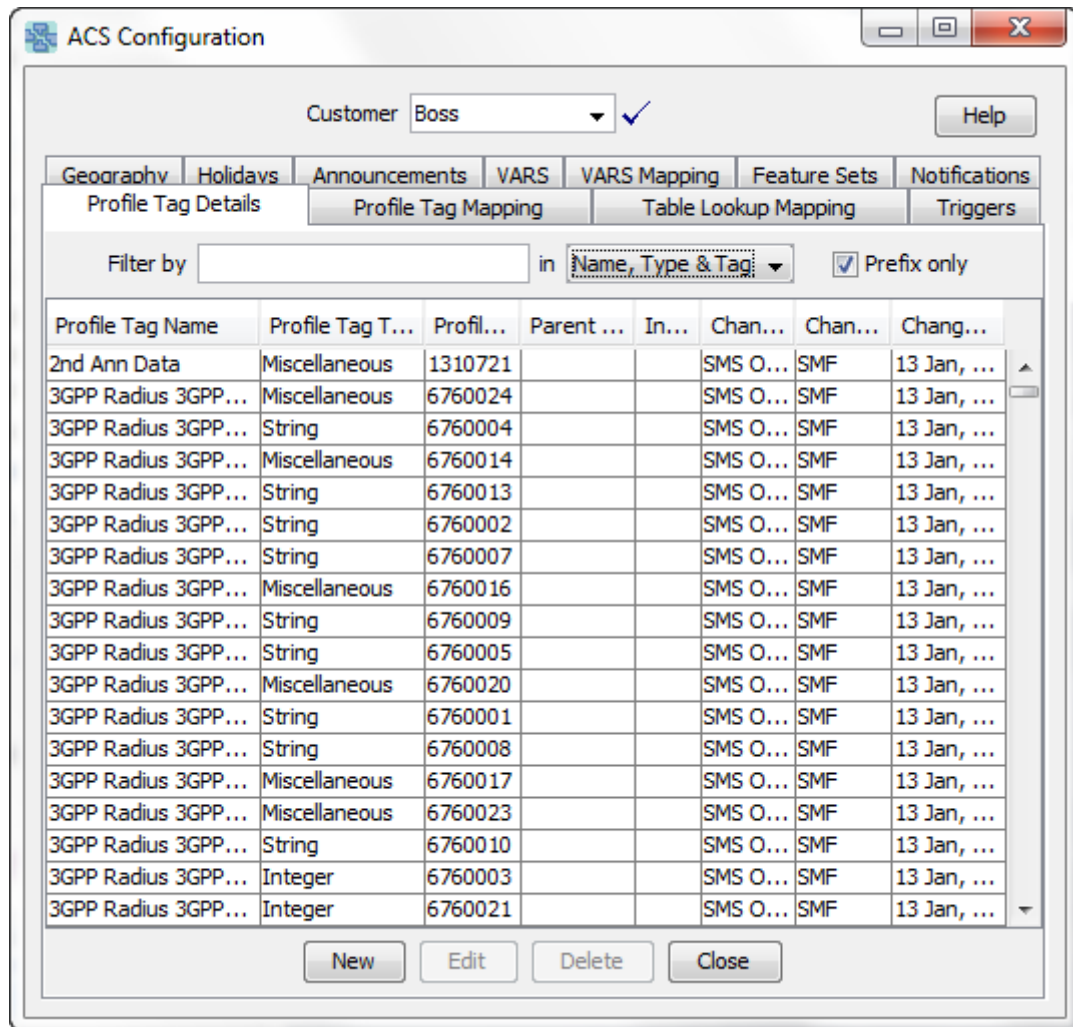 ACS Configuration
Customer Boss Help
Geography Holidays Announcements VARS VARS Mapping Feature Sets Notifications
Profile Tag Details Profile Tag Mapping Table Lookup Mapping Triggers
Filter by in Name, Type & Tag Prefix only
Profile Tag Name Profile Tag T... Profil... Parent ... In... Chan... Chan... Chang...
2nd Ann Data Miscellaneous 1310721 SMS O... SMF 13 Jan, ...
3GPP Radius 3GPP... Miscellaneous 6760024 SMS O... SMF 13 Jan, ...
3GPP Radius 3GPP... String 6760004 SMS O... SMF 13 Jan, ...
3GPP Radius 3GPP... Miscellaneous 6760014 SMS O... SMF 13 Jan, ...
3GPP Radius 3GPP... String 6760013 SMS O... SMF 13 Jan, ...
3GPP Radius 3GPP... String 6760002 SMS O... SMF 13 Jan, ...
3GPP Radius 3GPP... String 6760007 SMS O... SMF 13 Jan, ...
3GPP Radius 3GPP... Miscellaneous 6760016 SMS O... SMF 13 Jan, ...
3GPP Radius 3GPP... String 6760009 SMS O... SMF 13 Jan, ...
3GPP Radius 3GPP... String 6760005 SMS O... SMF 13 Jan, ...
3GPP Radius 3GPP... Miscellaneous 6760020 SMS O... SMF 13 Jan, ...
3GPP Radius 3GPP... String 6760001 SMS O... SMF 13 Jan, ...
3GPP Radius 3GPP... String 6760008 SMS O... SMF 13 Jan, ...
3GPP Radius 3GPP... Miscellaneous 6760017 SMS O... SMF 13 Jan, ...
3GPP Radius 3GPP... Miscellaneous 6760023 SMS O... SMF 13 Jan, ...
3GPP Radius 3GPP... String 6760010 SMS O... SMF 13 Jan, ...
3GPP Radius 3GPP... Integer 6760003 SMS O... SMF 13 Jan, ...
3GPP Radius 3GPP... Integer 6760021 SMS O... SMF 13 Jan, ...
New Edit Delete Close